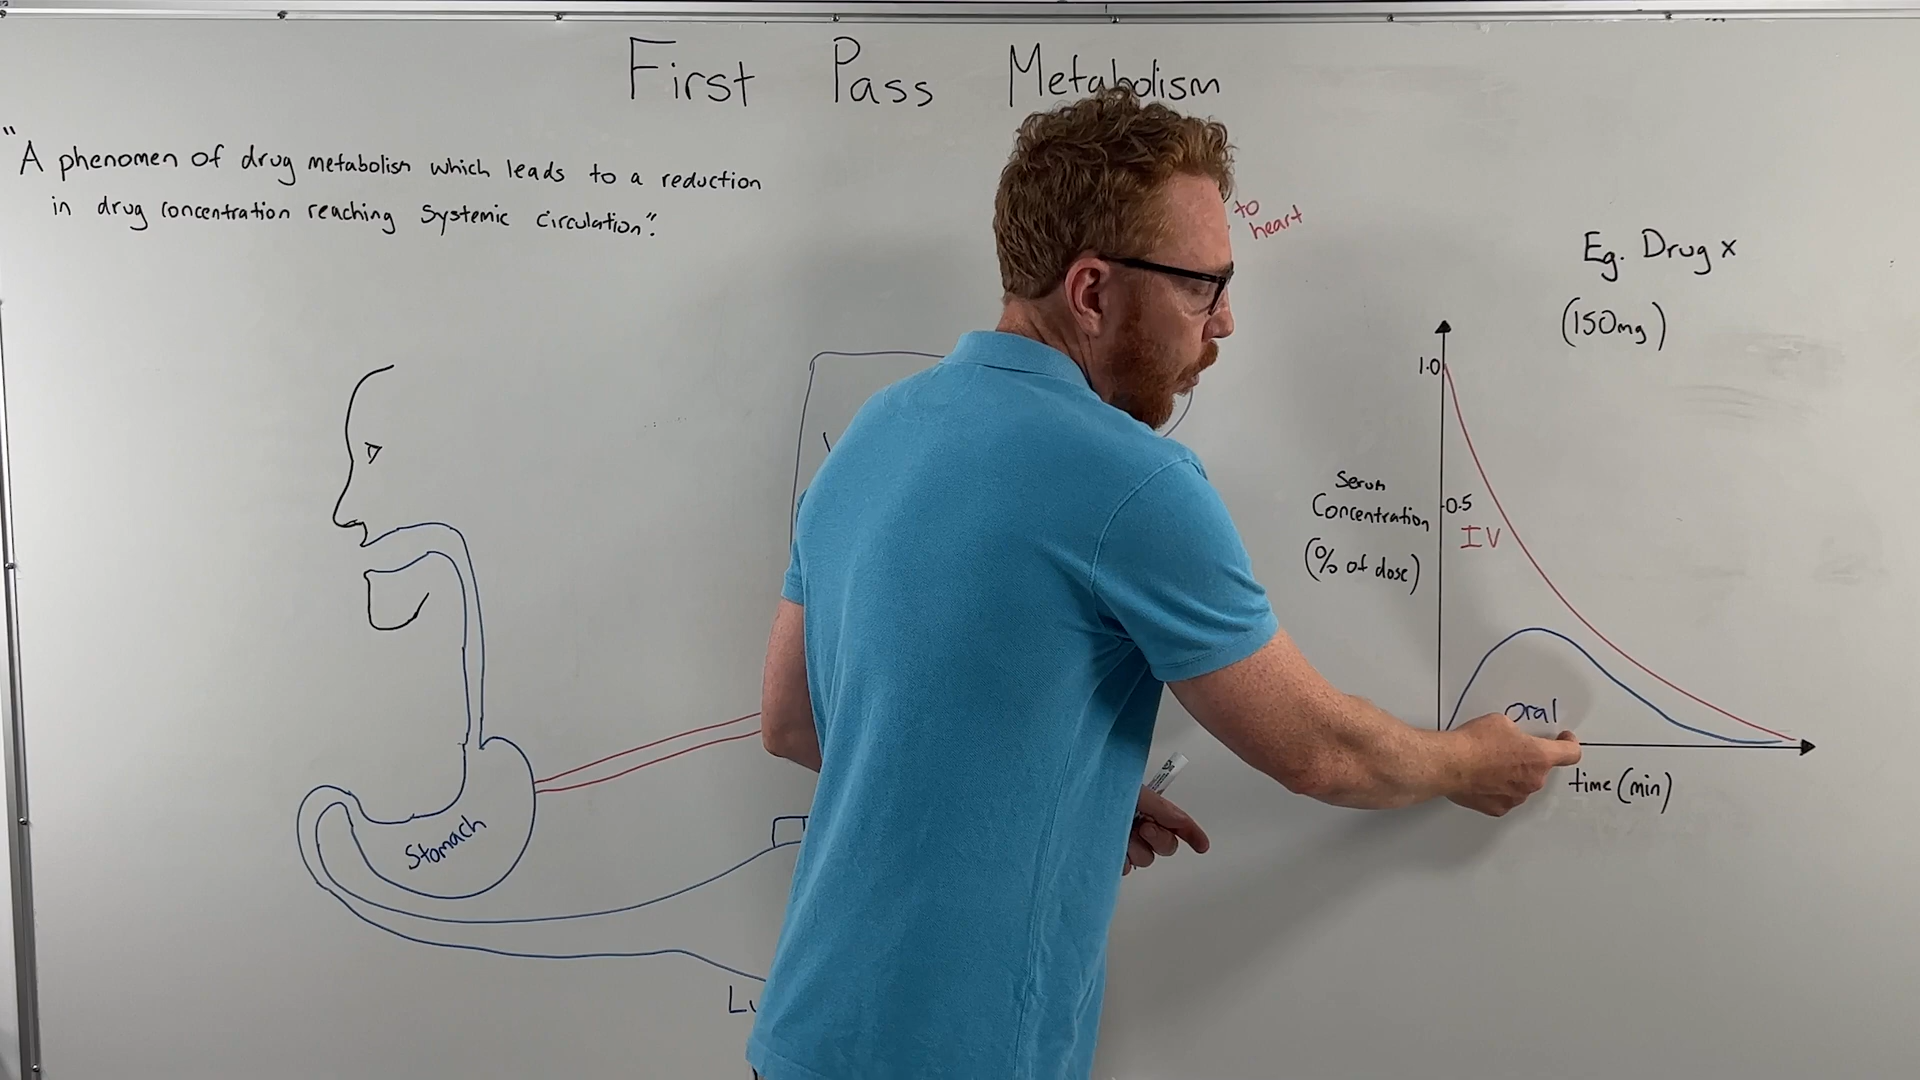 First Pass Metabolism
"A phenomen of drug metabolism which leads to a reduction
in drug concentration reaching systemic circulation".
to
heart
Eg. Drug x
(150mg)
1.0
Serum
Concentration
(% of dose)
0.5
IV
oral
time (min)
Stomach